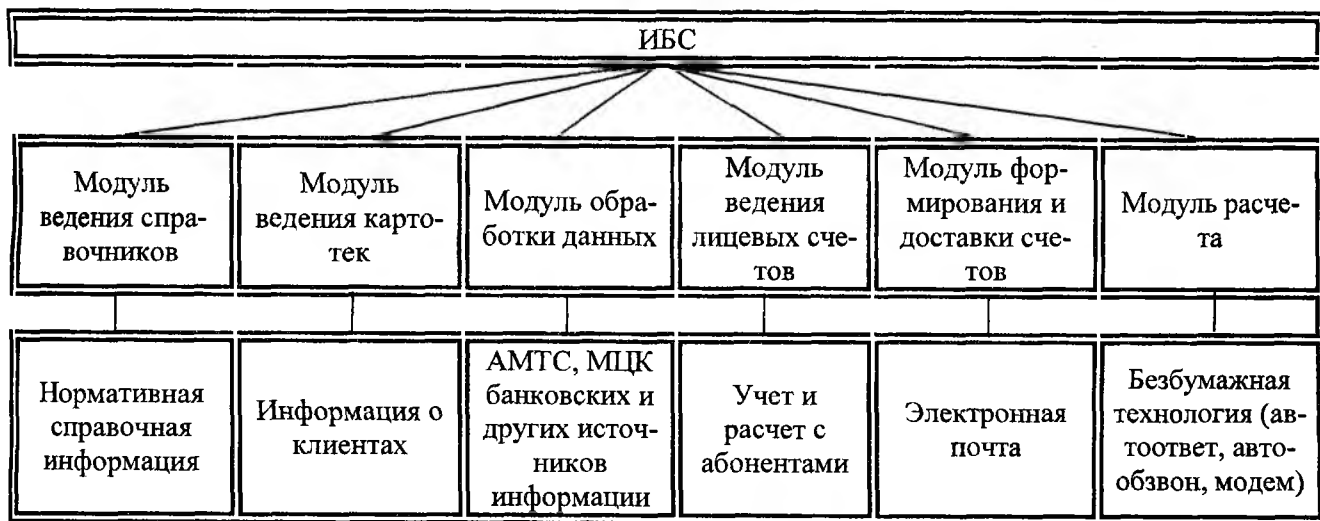 ИБС
Модуль
ведения спра-
вочников
Модуль
ведения карто-
тек
Модуль обра-
ботки данных
Модуль
ведения
лицевых сче-
тов
Модуль фор-
мирования и
доставки сче-
тов
Модуль расче-
та
Нормативная
справочная
информация
Информация о
клиентах
АМТС, МЦК
банковских и
других источ-
ников
информации
Учет и
расчет с
абонентами
Электронная
почта
Безбумажная
технология (ав-
тоответ, авто-
обзвон, модем)